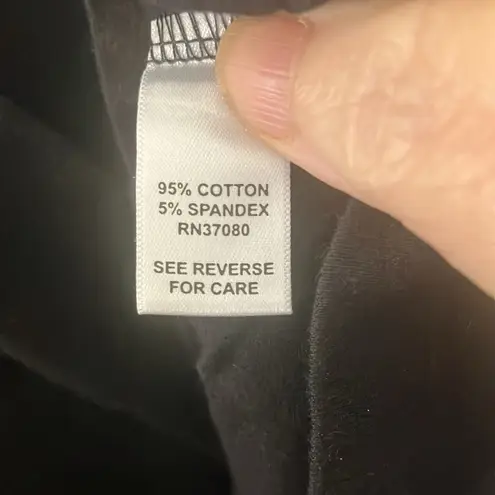 95% COTTON
5% SPANDEX
RN37080
SEE REVERSE
FOR CARE